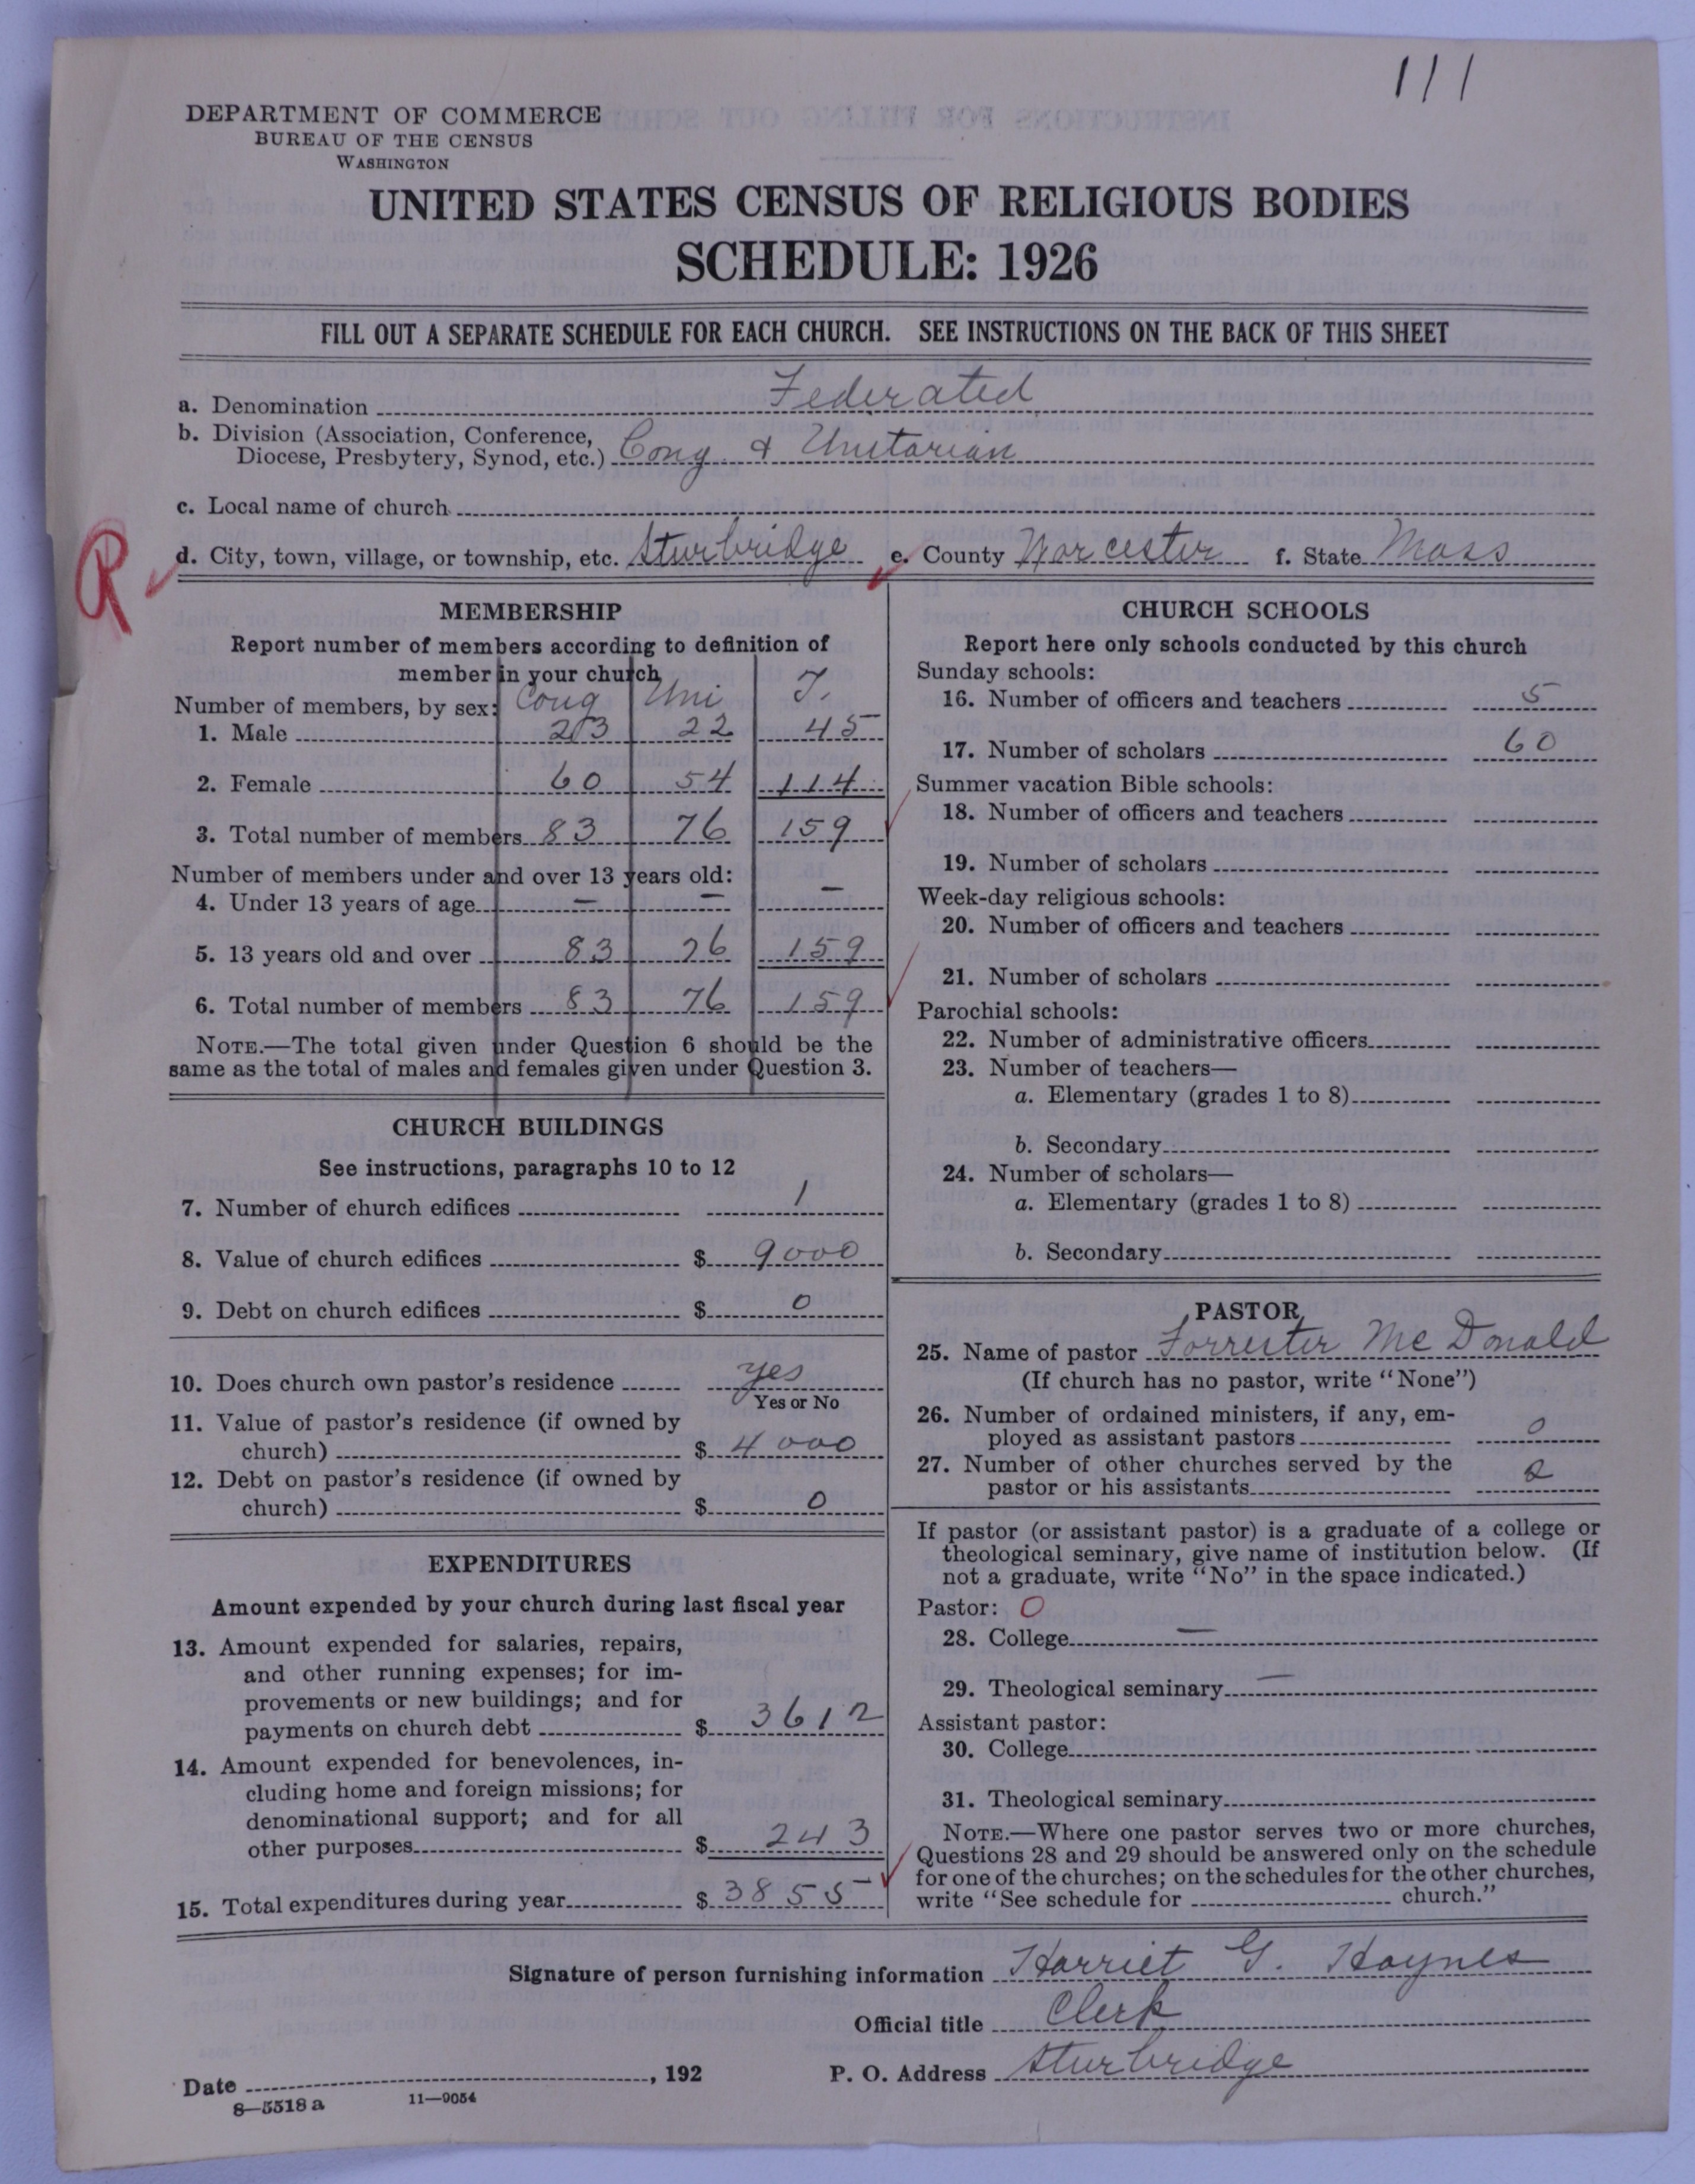 111
DEPARTMENT OF COMMERCE
BUREAU OF THE CENSUS
WASHINGTON
UNITED STATES CENSUS OF RELIGIOUS BODIES
SCHEDULE: 1926
FILL OUT A SEPARATE SCHEDULE FOR EACH CHURCH. SEE INSTRUCTIONS ON THE BACK OF THIS SHEET
a. Denomination Federated
b. Division (Association, Conference,
Diocese, Presbytery, Synod, etc.) Cong & Unitarian
c. Local name of church
R d. City, town, village, or township, etc. Sturbridge e. County Worcester f. State Mass
MEMBERSHIP
Report number of members according to definition of
member in your church
Number of members, by sex: Cong Uni T.
1. Male 23 22 45
2. Female 60 54 114
3. Total number of members 83 76 159
Number of members under and over 13 years old:
4. Under 13 years of age — — —
5. 13 years old and over 83 76 159
6. Total number of members 83 76 159
NOTE.—The total given under Question 6 should be the
same as the total of males and females given under Question 3.
CHURCH BUILDINGS
See instructions, paragraphs 10 to 12
7. Number of church edifices 1
8. Value of church edifices $ 9000
9. Debt on church edifices $ 0
10. Does church own pastor's residence yes
Yes or No
11. Value of pastor's residence (if owned by
church) $ 4000
12. Debt on pastor's residence (if owned by
church) $ 0
EXPENDITURES
Amount expended by your church during last fiscal year
13. Amount expended for salaries, repairs,
and other running expenses; for im-
provements or new buildings; and for
payments on church debt $ 3612
14. Amount expended for benevolences, in-
cluding home and foreign missions; for
denominational support; and for all
other purposes $ 243
15. Total expenditures during year $ 3855
CHURCH SCHOOLS
Report here only schools conducted by this church
Sunday schools:
16. Number of officers and teachers 5
17. Number of scholars 60
Summer vacation Bible schools:
18. Number of officers and teachers
19. Number of scholars
Week-day religious schools:
20. Number of officers and teachers
21. Number of scholars
Parochial schools:
22. Number of administrative officers
23. Number of teachers—
a. Elementary (grades 1 to 8)
b. Secondary
24. Number of scholars—
a. Elementary (grades 1 to 8)
b. Secondary
PASTOR
25. Name of pastor Forrester McDonald
(If church has no pastor, write "None")
26. Number of ordained ministers, if any, em-
ployed as assistant pastors 0
27. Number of other churches served by the
pastor or his assistants
If pastor (or assistant pastor) is a graduate of a college or
theological seminary, give name of institution below. (If
not a graduate, write "No" in the space indicated.)
Pastor: O
28. College —
29. Theological seminary —
Assistant pastor:
30. College
31. Theological seminary
NOTE.—Where one pastor serves two or more churches,
Questions 28 and 29 should be answered only on the schedule
for one of the churches; on the schedules for the other churches,
write "See schedule for church."
Signature of person furnishing information Harriet G. Haynes
Official title Clerk
Date , 192 P. O. Address Sturbridge
8—5518 a 11—9054